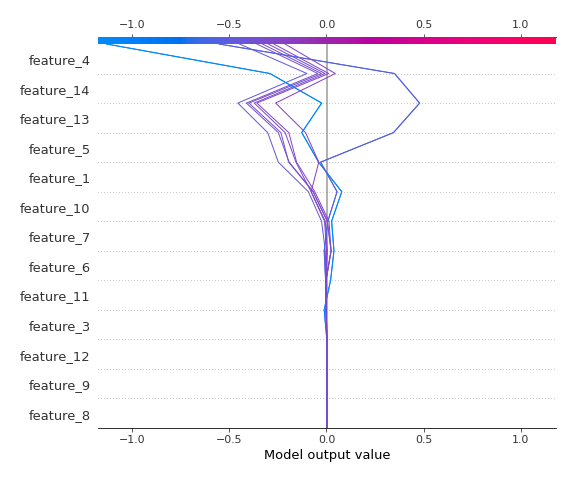 −1.0 −0.5 0.0 0.5 1.0
feature_4
feature_14
feature_13
feature_5
feature_1
feature_10
feature_7
feature_6
feature_11
feature_3
feature_12
feature_9
feature_8
−1.0 −0.5 0.0 0.5 1.0
Model output value